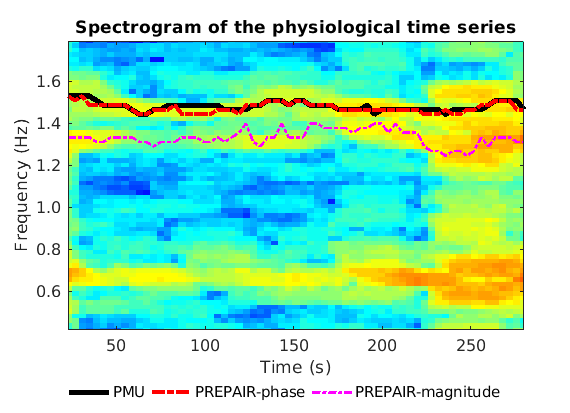 Spectrogram of the physiological time series
Frequency (Hz)
1.6
1.4
1.2
1.0
0.8
0.6
50 100 150 200 250
Time (s)
PMU PREPAIR-phase PREPAIR-magnitude